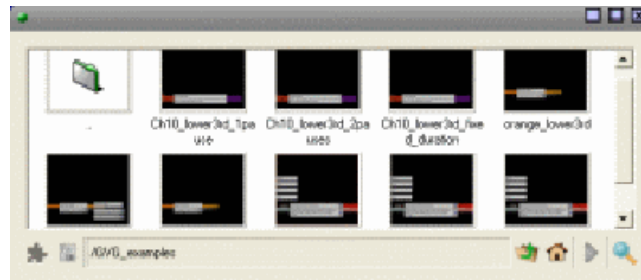 ..
Ch10_lower3rd_1pa
use
Ch10_lower3rd_2pa
uses
Ch10_lower3rd_fixe
d_duration
orange_lower3rd
/GVG_examples